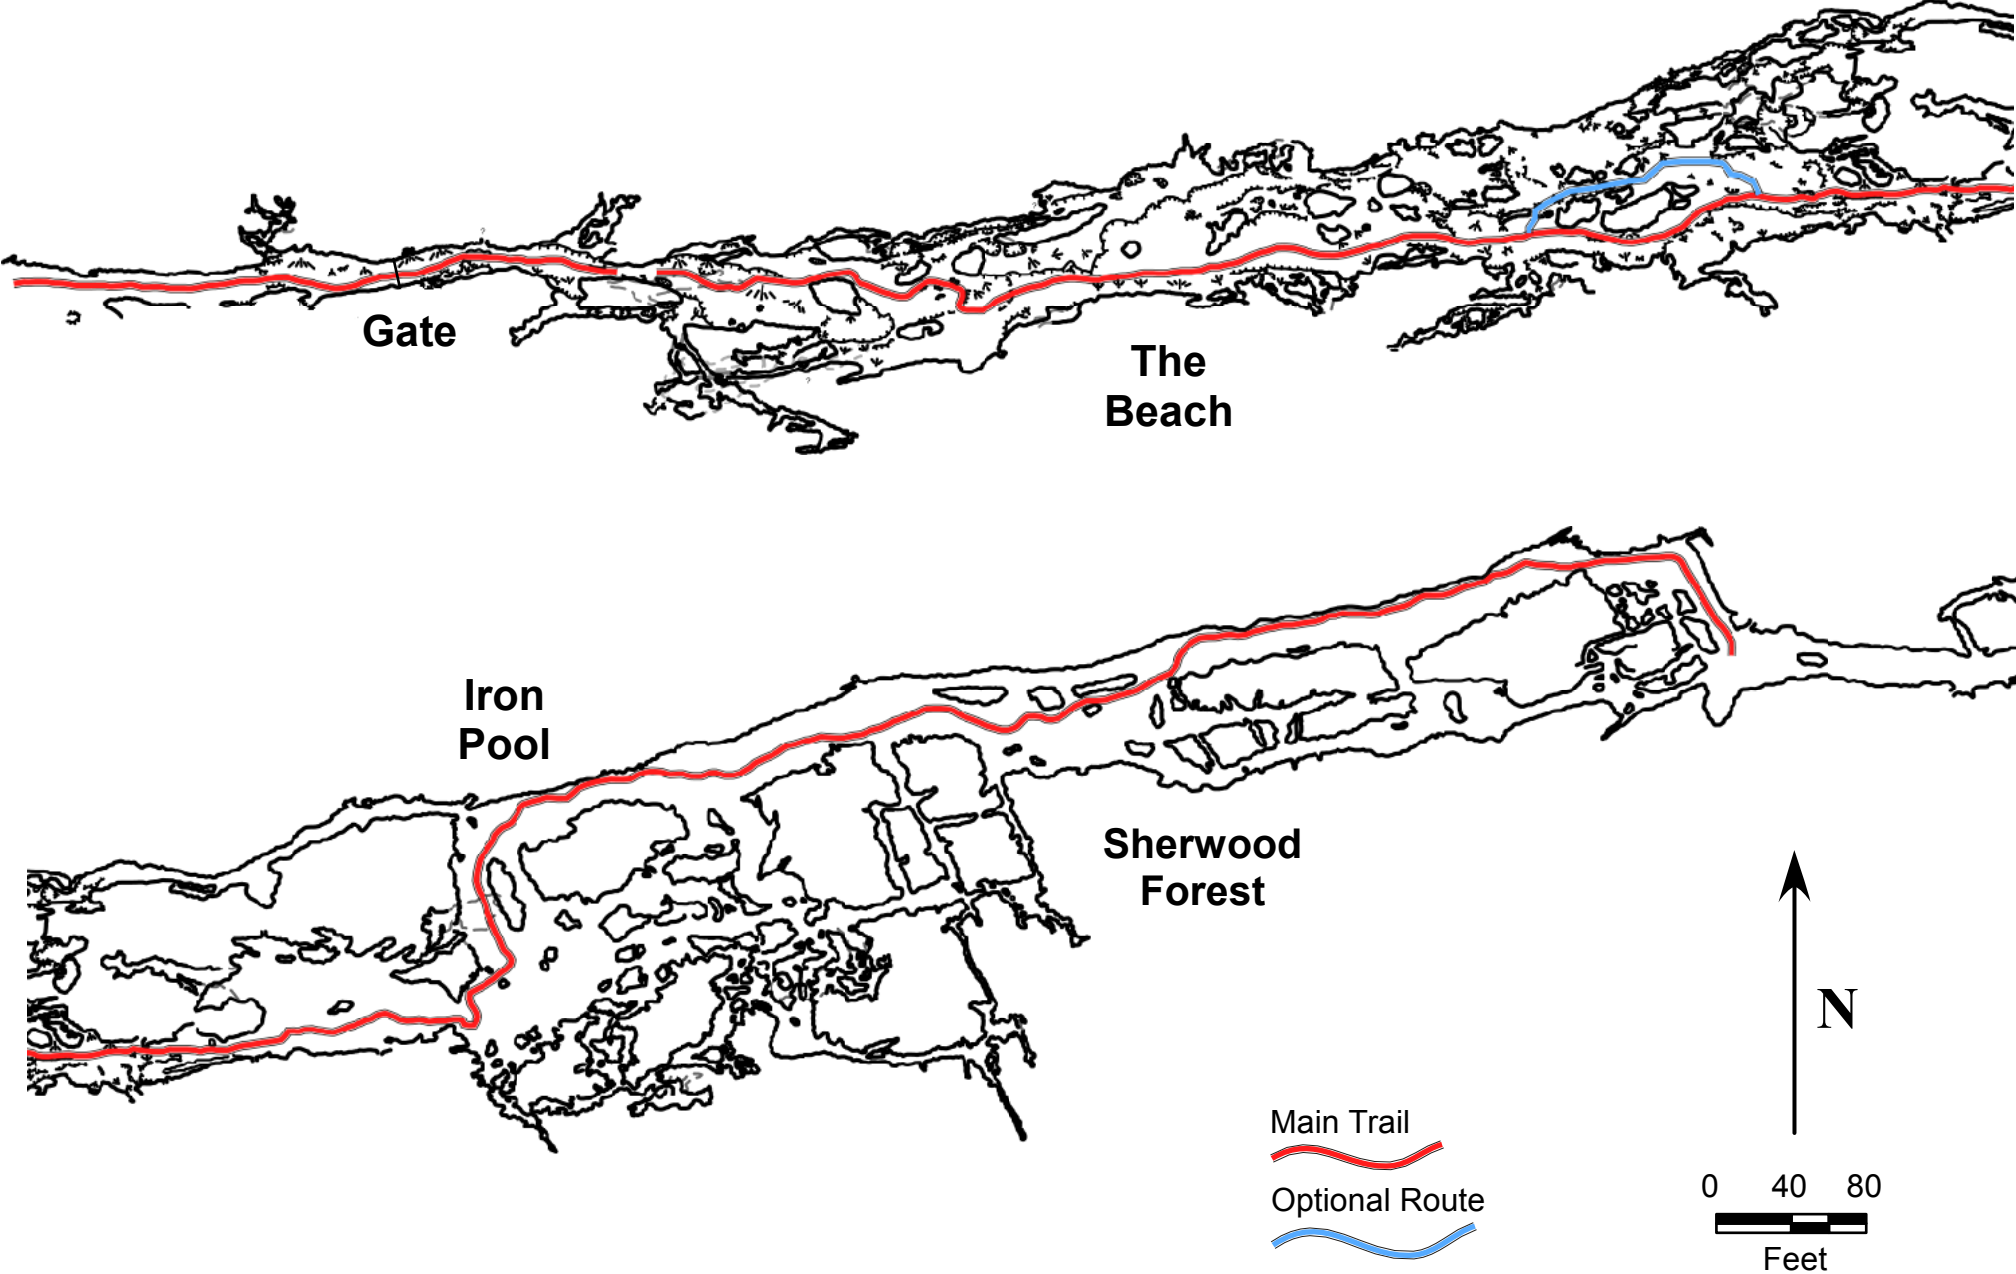 Gate
The
Beach
Iron
Pool
Sherwood
Forest
N
Main Trail
Optional Route
0 40 80
Feet